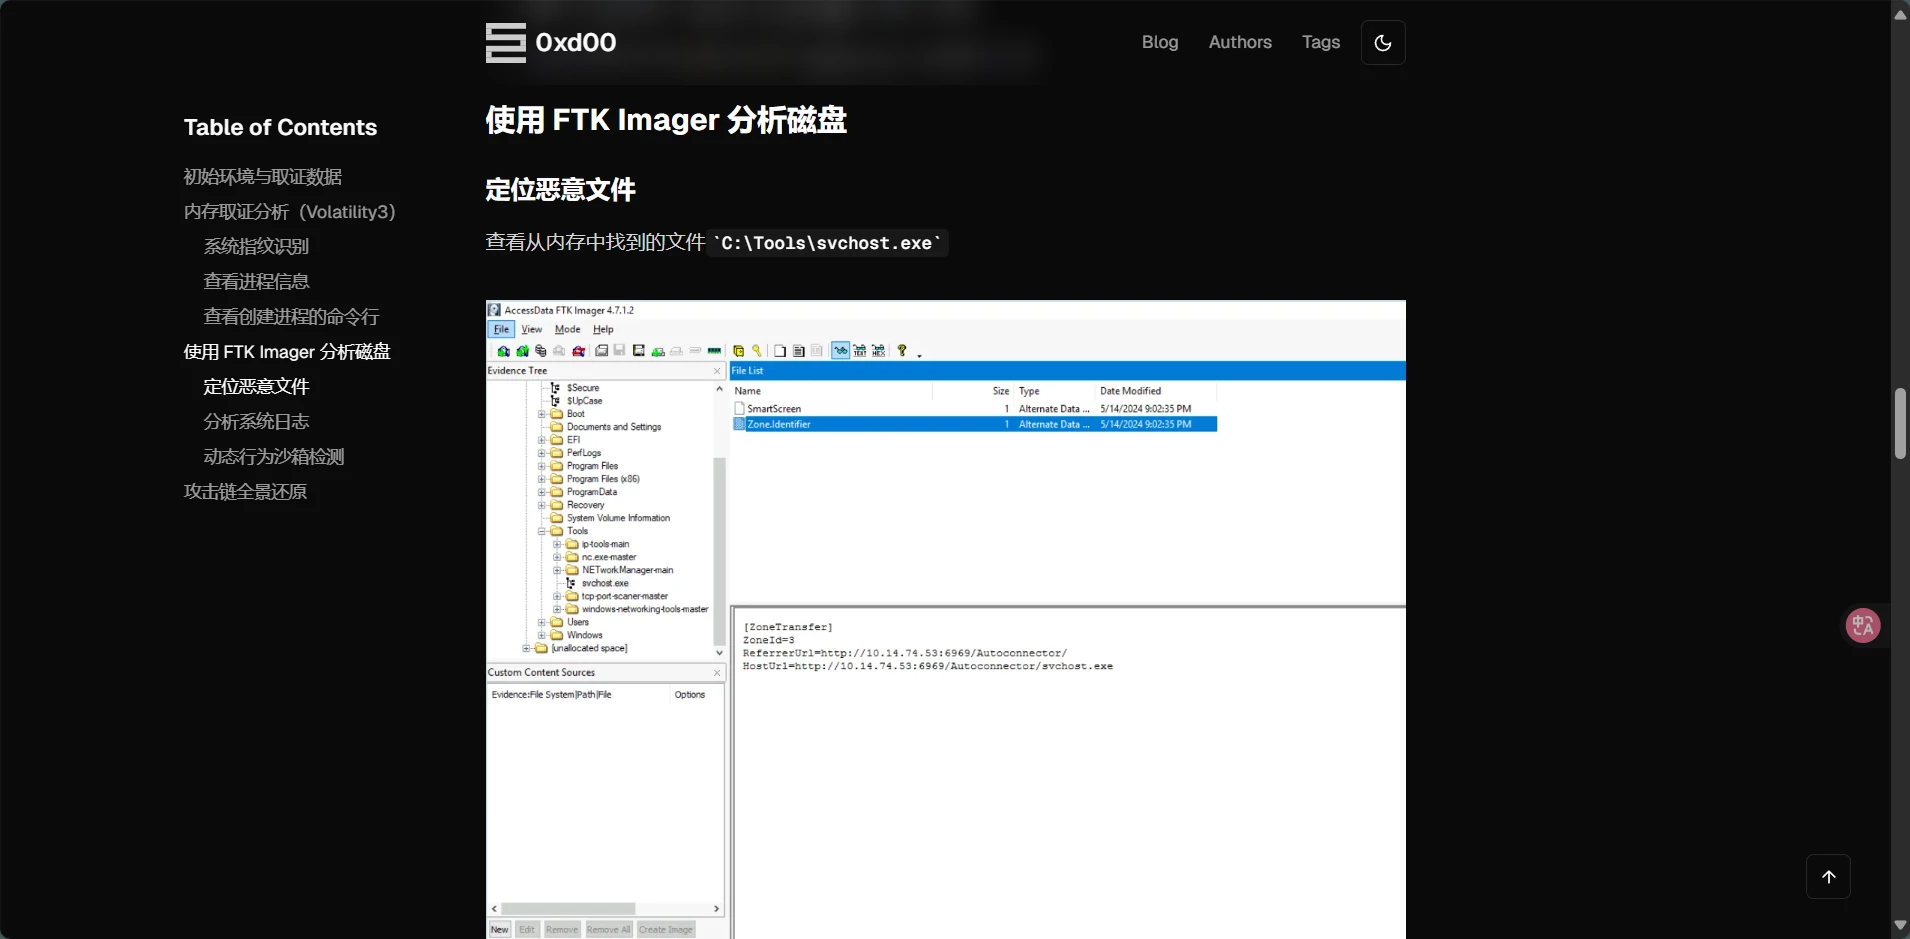 0xd00
Blog
Authors
Tags
Table of Contents
初始环境与取证数据
内存取证分析（Volatility3）
系统指纹识别
查看进程信息
查看创建进程的命令行
使用 FTK Imager 分析磁盘
定位恶意文件
分析系统日志
动态行为沙箱检测
攻击链全景还原
使用 FTK Imager 分析磁盘
定位恶意文件
查看从内存中找到的文件 `C:\Tools\svchost.exe`
AccessData FTK Imager 4.7.1.2
File View Mode Help
Evidence Tree
$Secure
$UpCase
Boot
Documents and Settings
EFI
PerfLogs
Program Files
Program Files (x86)
ProgramData
Recovery
System Volume Information
Tools
ip-tools-main
nc.exe-master
NETworkManager-main
svchost.exe
tcp-port-scaner-master
windows-networking-tools-master
Users
Windows
[unallocated space]
Custom Content Sources
Evidence:File System|Path|File Options
New Edit Remove Remove All Create Image
File List
Name Size Type Date Modified
SmartScreen 1 Alternate Data ... 5/14/2024 9:02:35 PM
Zone.Identifier 1 Alternate Data ... 5/14/2024 9:02:35 PM
[ZoneTransfer]
ZoneId=3
ReferrerUrl=http://10.14.74.53:6969/Autoconnector/
HostUrl=http://10.14.74.53:6969/Autoconnector/svchost.exe
中A